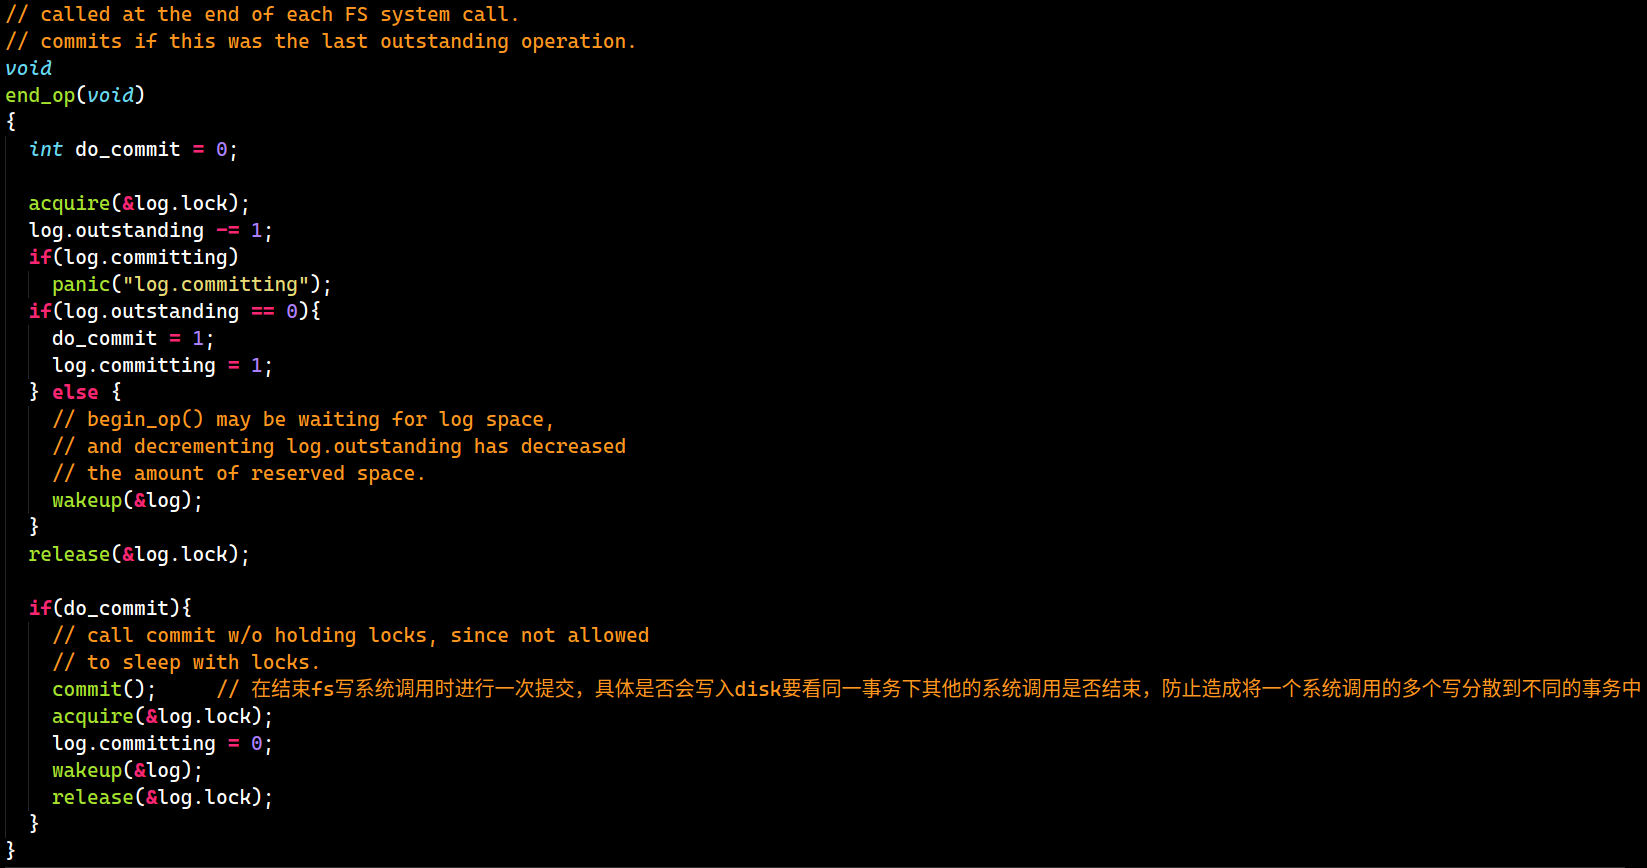 // called at the end of each FS system call.
// commits if this was the last outstanding operation.
void
end_op(void)
{
  int do_commit = 0;

  acquire(&log.lock);
  log.outstanding -= 1;
  if(log.committing)
    panic("log.committing");
  if(log.outstanding == 0){
    do_commit = 1;
    log.committing = 1;
  } else {
    // begin_op() may be waiting for log space,
    // and decrementing log.outstanding has decreased
    // the amount of reserved space.
    wakeup(&log);
  }
  release(&log.lock);

  if(do_commit){
    // call commit w/o holding locks, since not allowed
    // to sleep with locks.
    commit();     // 在结束fs写系统调用时进行一次提交，具体是否会写入disk要看同一事务下其他的系统调用是否结束，防止造成将一个系统调用的多个写分散到不同的事务中
    acquire(&log.lock);
    log.committing = 0;
    wakeup(&log);
    release(&log.lock);
  }
}